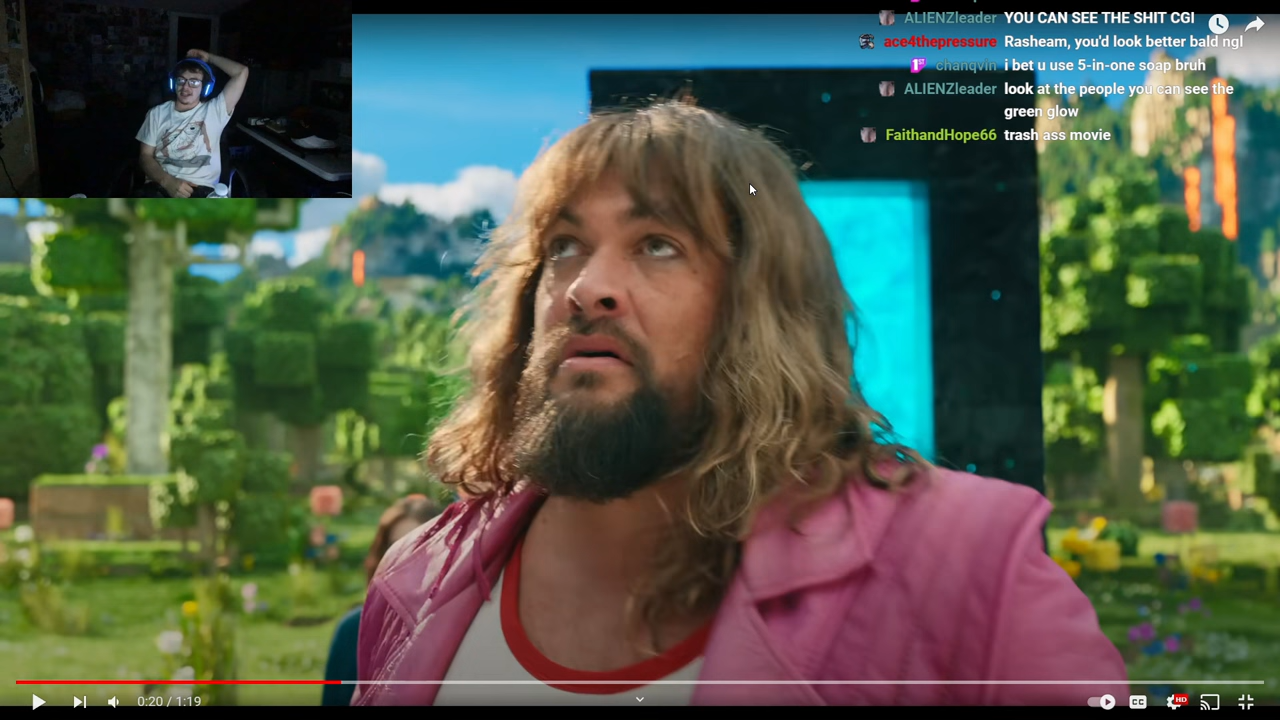 ALIENZleader YOU CAN SEE THE SHIT CGI
ace4thepressure Rasheam, you'd look better bald ngl
chanqvin i bet u use 5-in-one soap bruh
ALIENZleader look at the people you can see the
green glow
FaithandHope66 trash ass movie
0:20 / 1:19
CC
HD